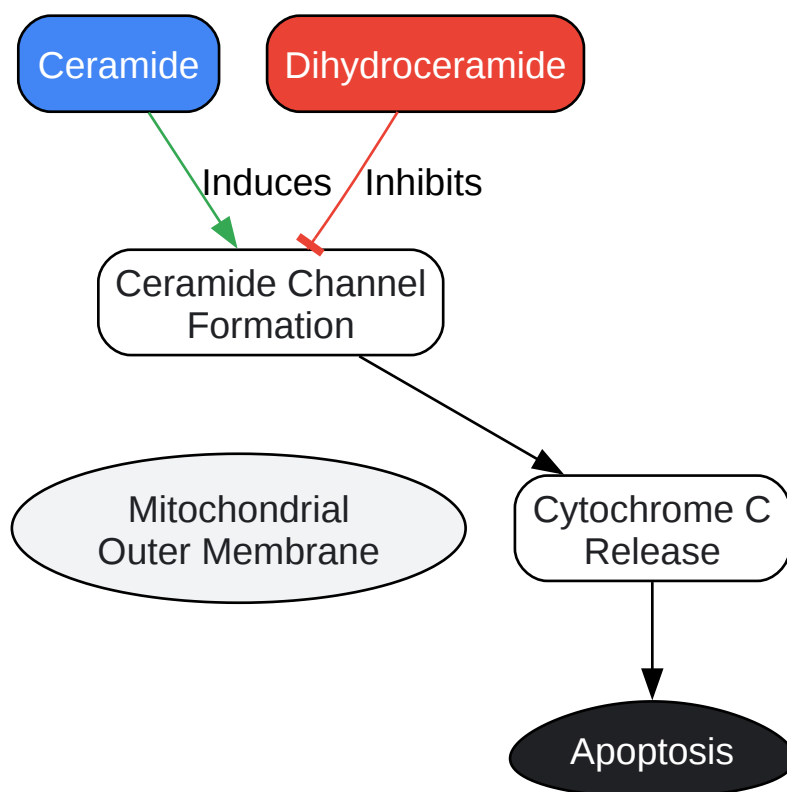 Ceramide
Dihydroceramide
Induces
Inhibits
Ceramide Channel
Formation
Mitochondrial
Outer Membrane
Cytochrome C
Release
Apoptosis